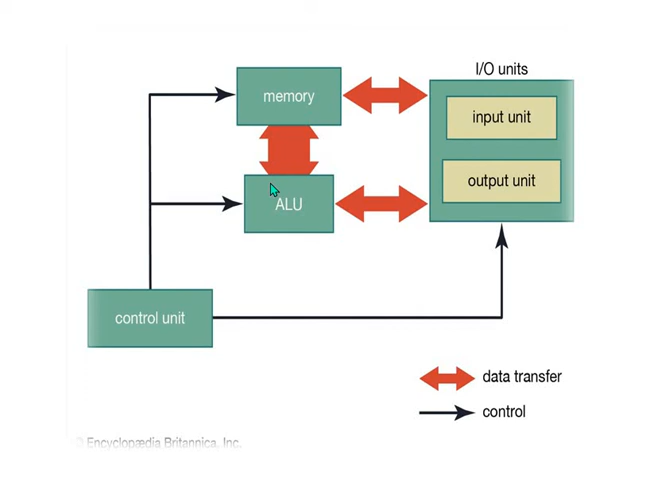 I/O units
memory
input unit
output unit
ALU
control unit
data transfer
control
© Encyclopædia Britannica, Inc.